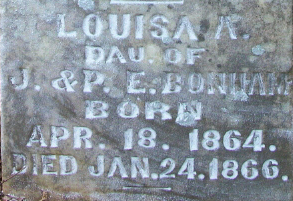 LOUISA A.
DAU. OF
J. & P. E. BONHAM
BORN
APR. 18. 1864.
DIED JAN. 24. 1866.